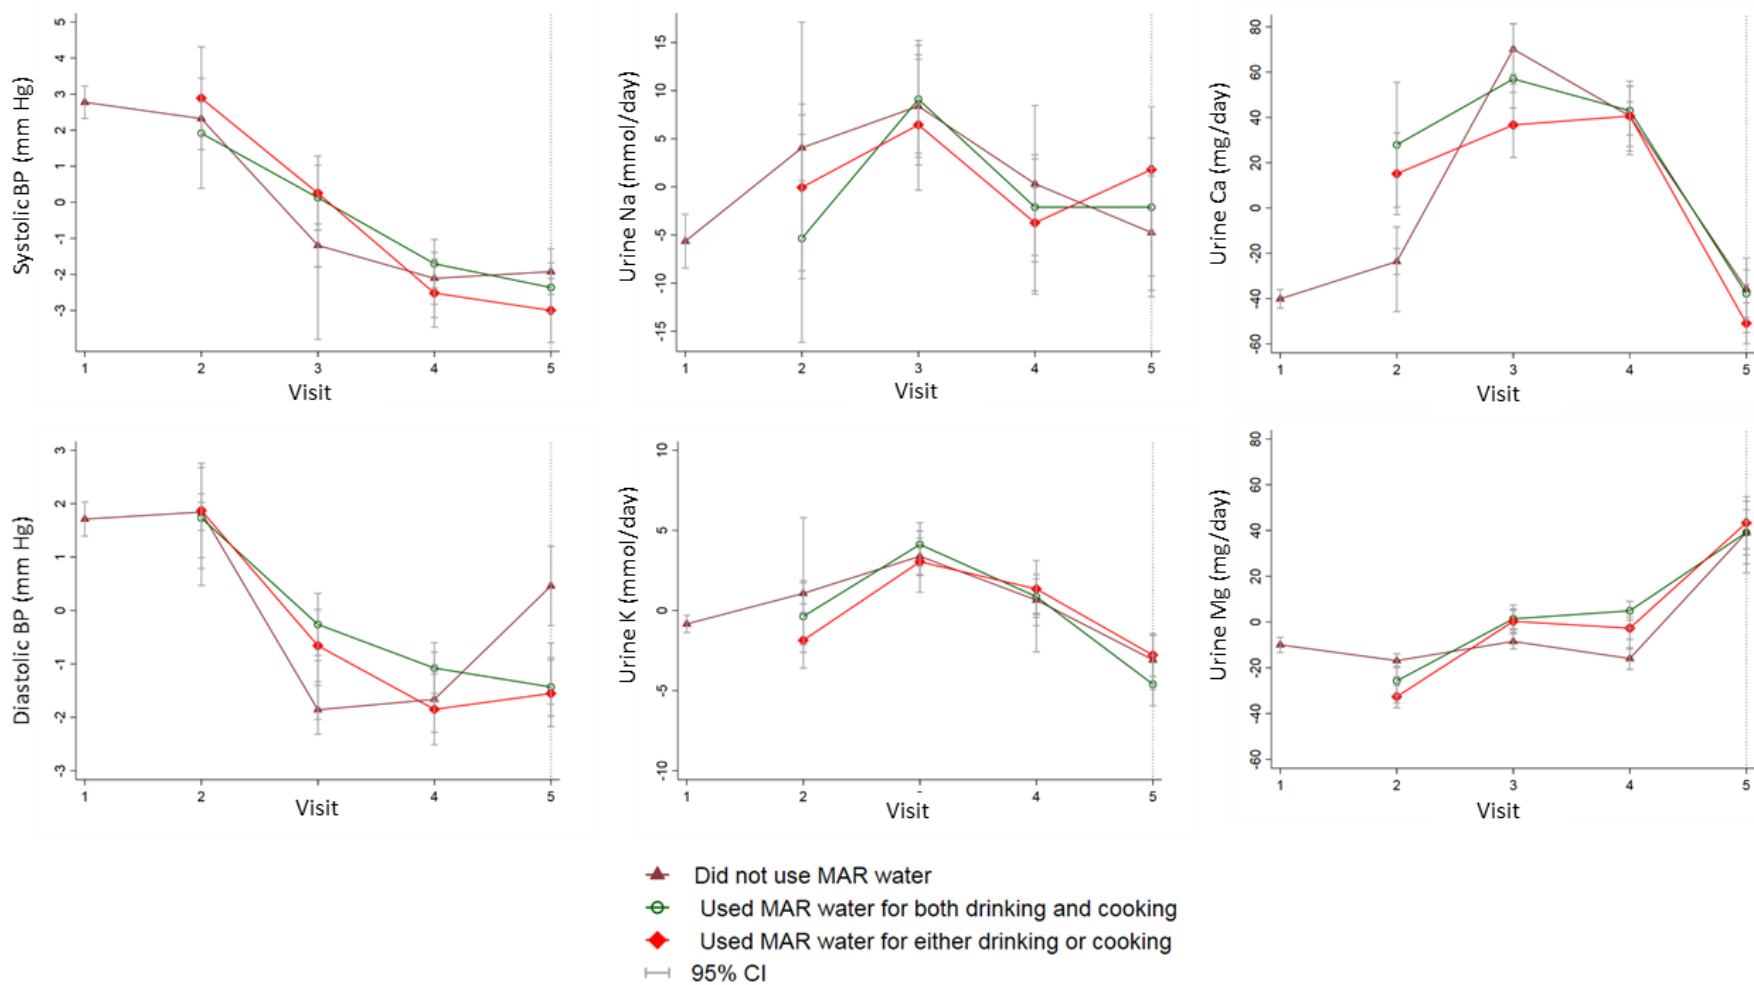 Systolic BP (mm Hg)
5
4
3
2
1
0
-1
-2
-3
1 2 3 4 5
Visit
Urine Na (mmol/day)
15
10
5
0
-5
-10
-15
1 2 3 4 5
Visit
Urine Ca (mg/day)
80
60
40
20
0
-20
-40
-60
1 2 3 4 5
Visit
Diastolic BP (mm Hg)
3
2
1
0
-1
-2
-3
1 2 3 4 5
Visit
Urine K (mmol/day)
10
5
0
-5
-10
1 2 3 4 5
Visit
Urine Mg (mg/day)
80
60
40
20
0
-20
-40
-60
1 2 3 4 5
Visit
Did not use MAR water
Used MAR water for both drinking and cooking
Used MAR water for either drinking or cooking
95% CI